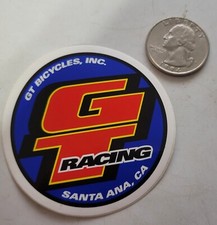 GT BICYCLES, INC.
GT
RACING
SANTA ANA, CA